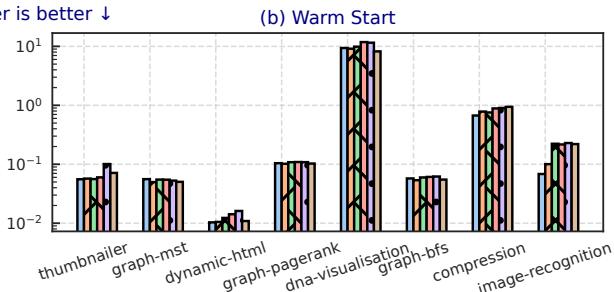 er is better ↓
(b) Warm Start
10¹
10⁰
10⁻¹
10⁻²
thumbnailer
graph-mst
dynamic-html
graph-pagerank
dna-visualisation
graph-bfs
compression
image-recognition